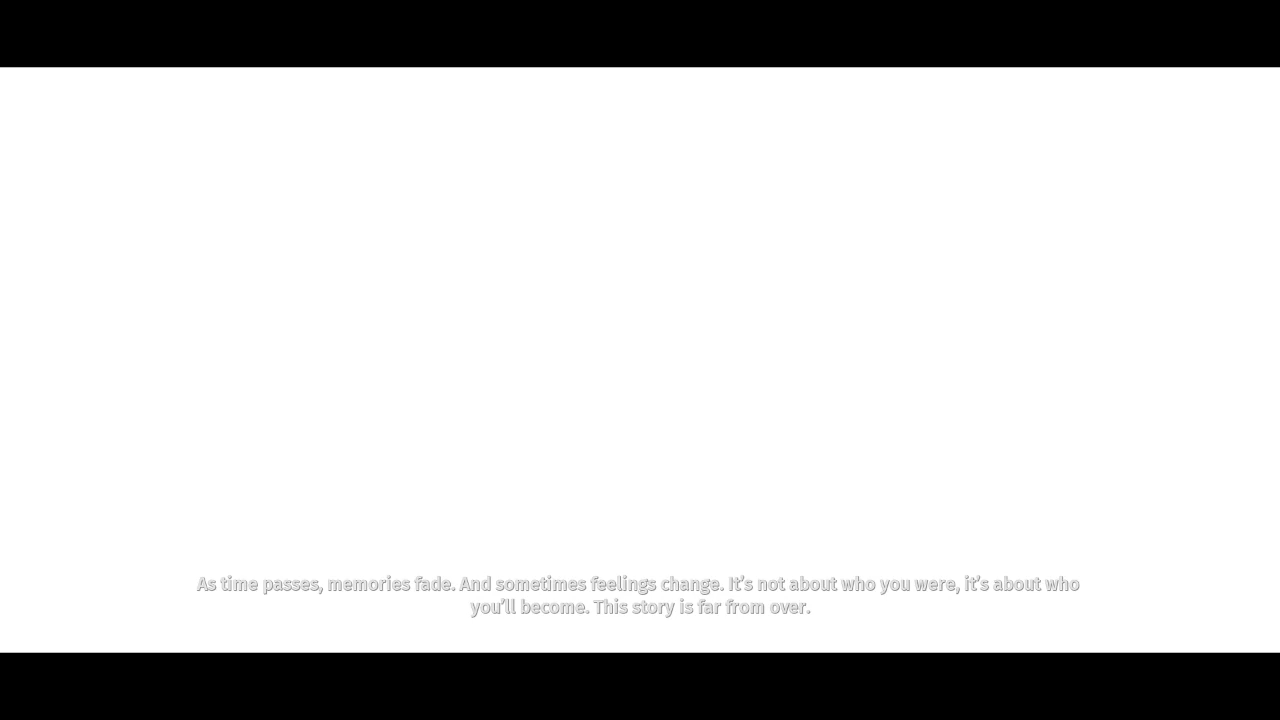 As time passes, memories fade. And sometimes feelings change. It’s not about who you were, it’s about who
you’ll become. This story is far from over.